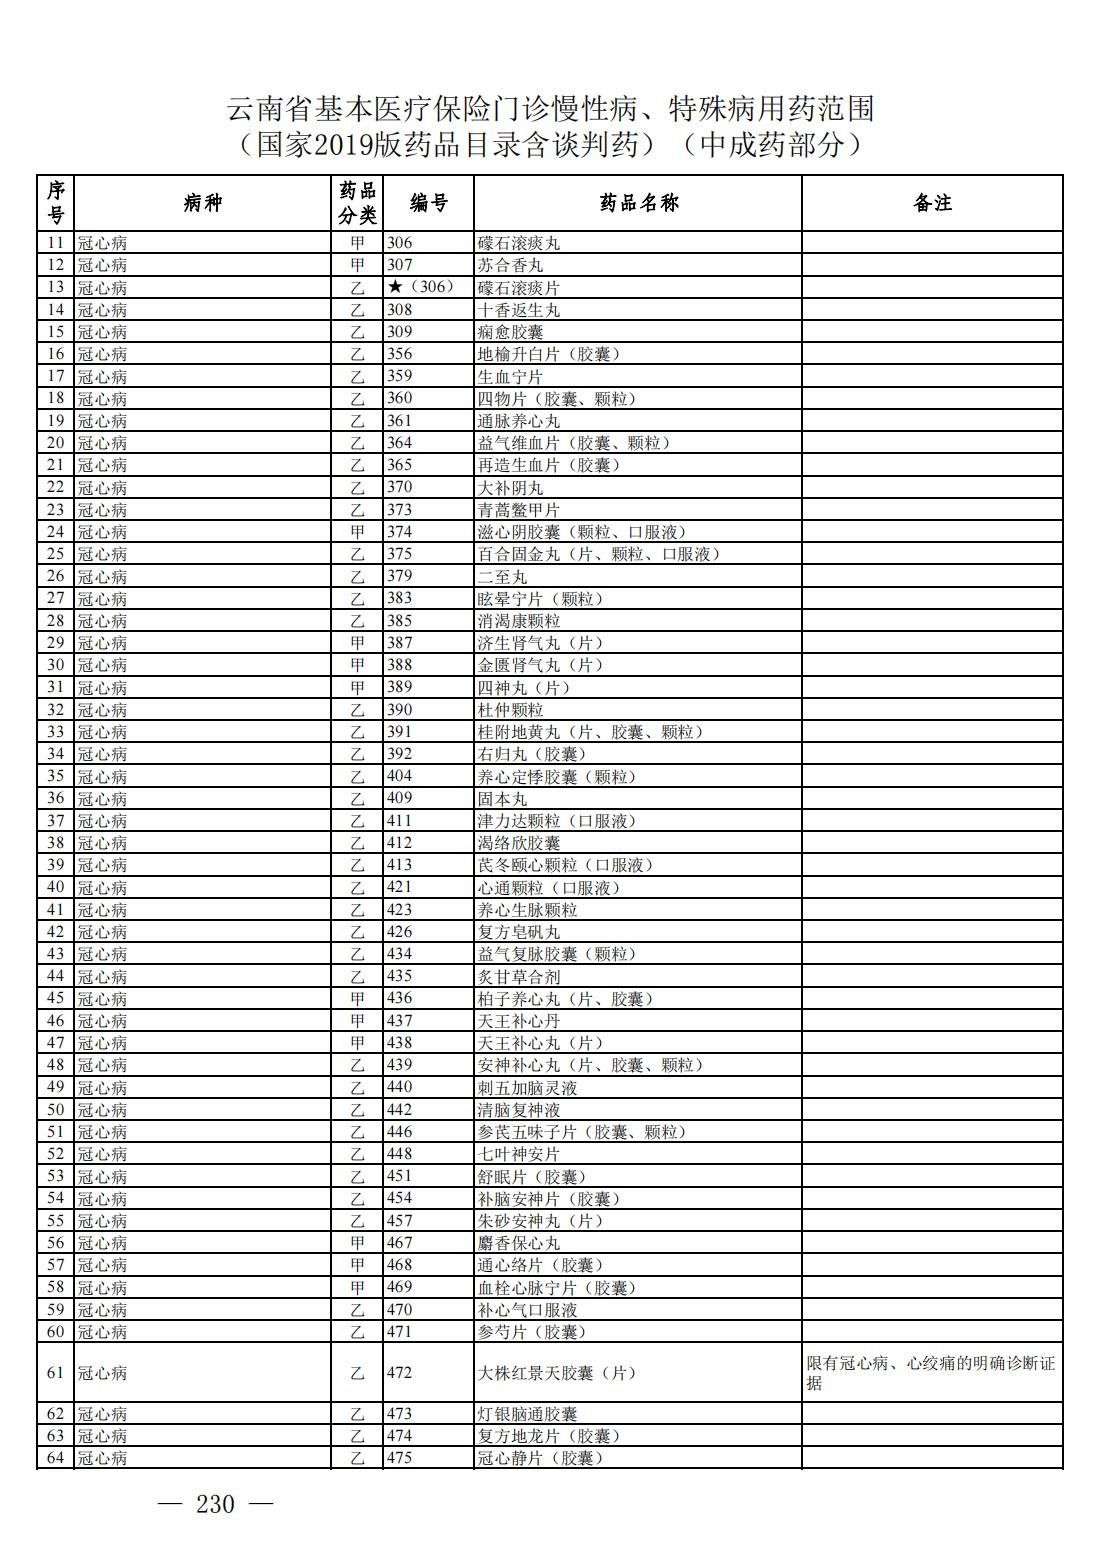 云南省基本医疗保险门诊慢性病、特殊病用药范围
（国家2019版药品目录含谈判药）（中成药部分）
序号 病种 药品分类 编号 药品名称 备注
11 冠心病 甲 306 礞石滚痰丸
12 冠心病 甲 307 苏合香丸
13 冠心病 乙 ★（306） 礞石滚痰片
14 冠心病 乙 308 十香返生丸
15 冠心病 乙 309 痫愈胶囊
16 冠心病 乙 356 地榆升白片（胶囊）
17 冠心病 乙 359 生血宁片
18 冠心病 乙 360 四物片（胶囊、颗粒）
19 冠心病 乙 361 通脉养心丸
20 冠心病 乙 364 益气维血片（胶囊、颗粒）
21 冠心病 乙 365 再造生血片（胶囊）
22 冠心病 乙 370 大补阴丸
23 冠心病 乙 373 青蒿鳖甲片
24 冠心病 甲 374 滋心阴胶囊（颗粒、口服液）
25 冠心病 乙 375 百合固金丸（片、颗粒、口服液）
26 冠心病 乙 379 二至丸
27 冠心病 乙 383 眩晕宁片（颗粒）
28 冠心病 乙 385 消渴康颗粒
29 冠心病 甲 387 济生肾气丸（片）
30 冠心病 甲 388 金匮肾气丸（片）
31 冠心病 甲 389 四神丸（片）
32 冠心病 乙 390 杜仲颗粒
33 冠心病 乙 391 桂附地黄丸（片、胶囊、颗粒）
34 冠心病 乙 392 右归丸（胶囊）
35 冠心病 乙 404 养心定悸胶囊（颗粒）
36 冠心病 乙 409 固本丸
37 冠心病 乙 411 津力达颗粒（口服液）
38 冠心病 乙 412 渴络欣胶囊
39 冠心病 乙 413 芪冬颐心颗粒（口服液）
40 冠心病 乙 421 心通颗粒（口服液）
41 冠心病 乙 423 养心生脉颗粒
42 冠心病 乙 426 复方皂矾丸
43 冠心病 乙 434 益气复脉胶囊（颗粒）
44 冠心病 乙 435 炙甘草合剂
45 冠心病 甲 436 柏子养心丸（片、胶囊）
46 冠心病 甲 437 天王补心丹
47 冠心病 甲 438 天王补心丸（片）
48 冠心病 乙 439 安神补心丸（片、胶囊、颗粒）
49 冠心病 乙 440 刺五加脑灵液
50 冠心病 乙 442 清脑复神液
51 冠心病 乙 446 参芪五味子片（胶囊、颗粒）
52 冠心病 乙 448 七叶神安片
53 冠心病 乙 451 舒眠片（胶囊）
54 冠心病 乙 454 补脑安神片（胶囊）
55 冠心病 乙 457 朱砂安神丸（片）
56 冠心病 甲 467 麝香保心丸
57 冠心病 甲 468 通心络片（胶囊）
58 冠心病 甲 469 血栓心脉宁片（胶囊）
59 冠心病 乙 470 补心气口服液
60 冠心病 乙 471 参芍片（胶囊）
61 冠心病 乙 472 大株红景天胶囊（片） 限有冠心病、心绞痛的明确诊断证
据
62 冠心病 乙 473 灯银脑通胶囊
63 冠心病 乙 474 复方地龙片（胶囊）
64 冠心病 乙 475 冠心静片（胶囊）
— 230 —